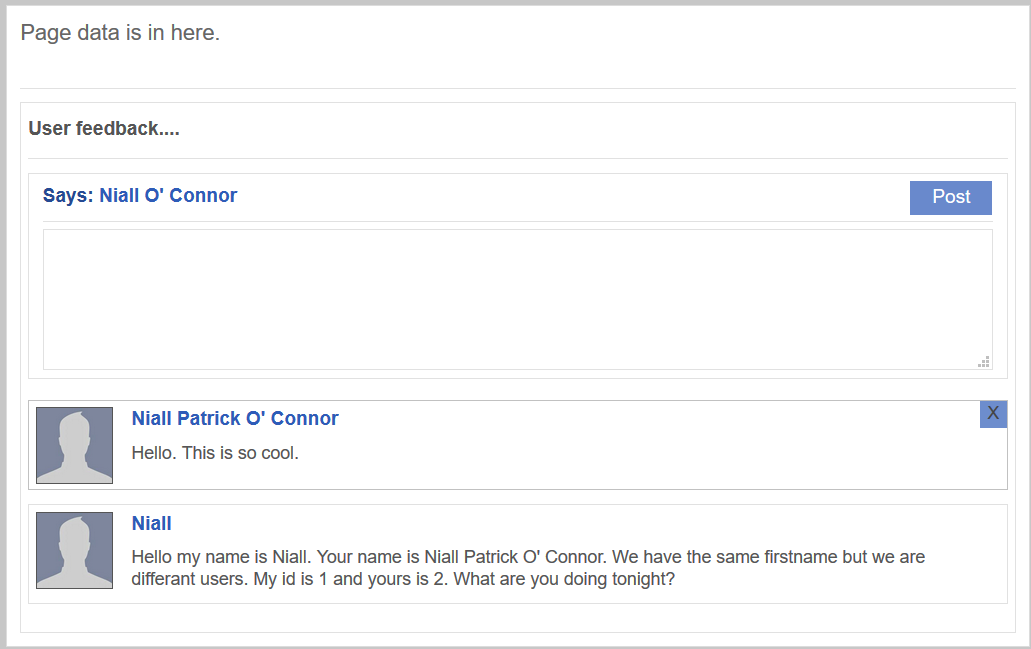 Page data is in here.
User feedback....
Says: Niall O' Connor
Post
Niall Patrick O' Connor
X
Hello. This is so cool.
Niall
Hello my name is Niall. Your name is Niall Patrick O' Connor. We have the same firstname but we are
differant users. My id is 1 and yours is 2. What are you doing tonight?